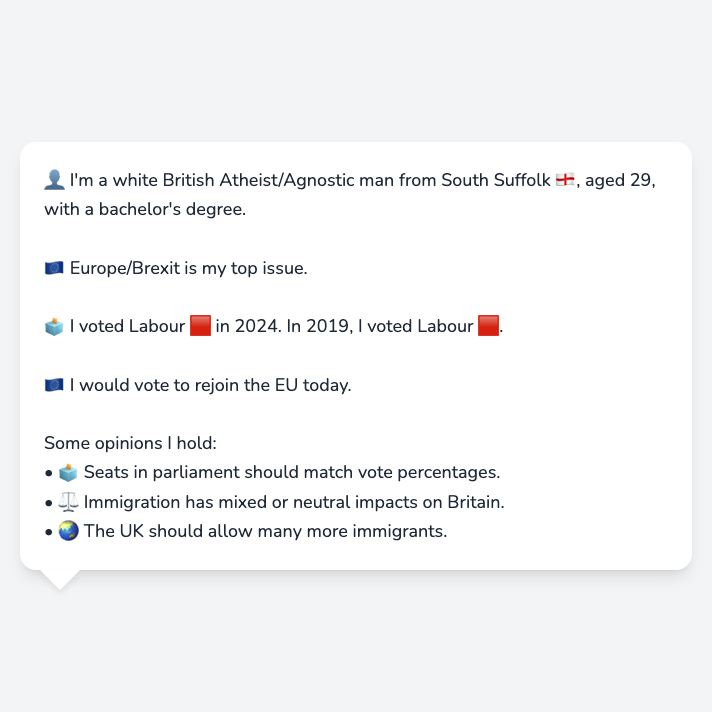 👤 I'm a white British Atheist/Agnostic man from South Suffolk 🏴󠁧󠁢󠁥󠁮󠁧󠁿, aged 29,
with a bachelor's degree.
🇪🇺 Europe/Brexit is my top issue.
🗳️ I voted Labour 🟥 in 2024. In 2019, I voted Labour 🟥.
🇪🇺 I would vote to rejoin the EU today.
Some opinions I hold:
• 🗳️ Seats in parliament should match vote percentages.
• ⚖️ Immigration has mixed or neutral impacts on Britain.
• 🌏 The UK should allow many more immigrants.